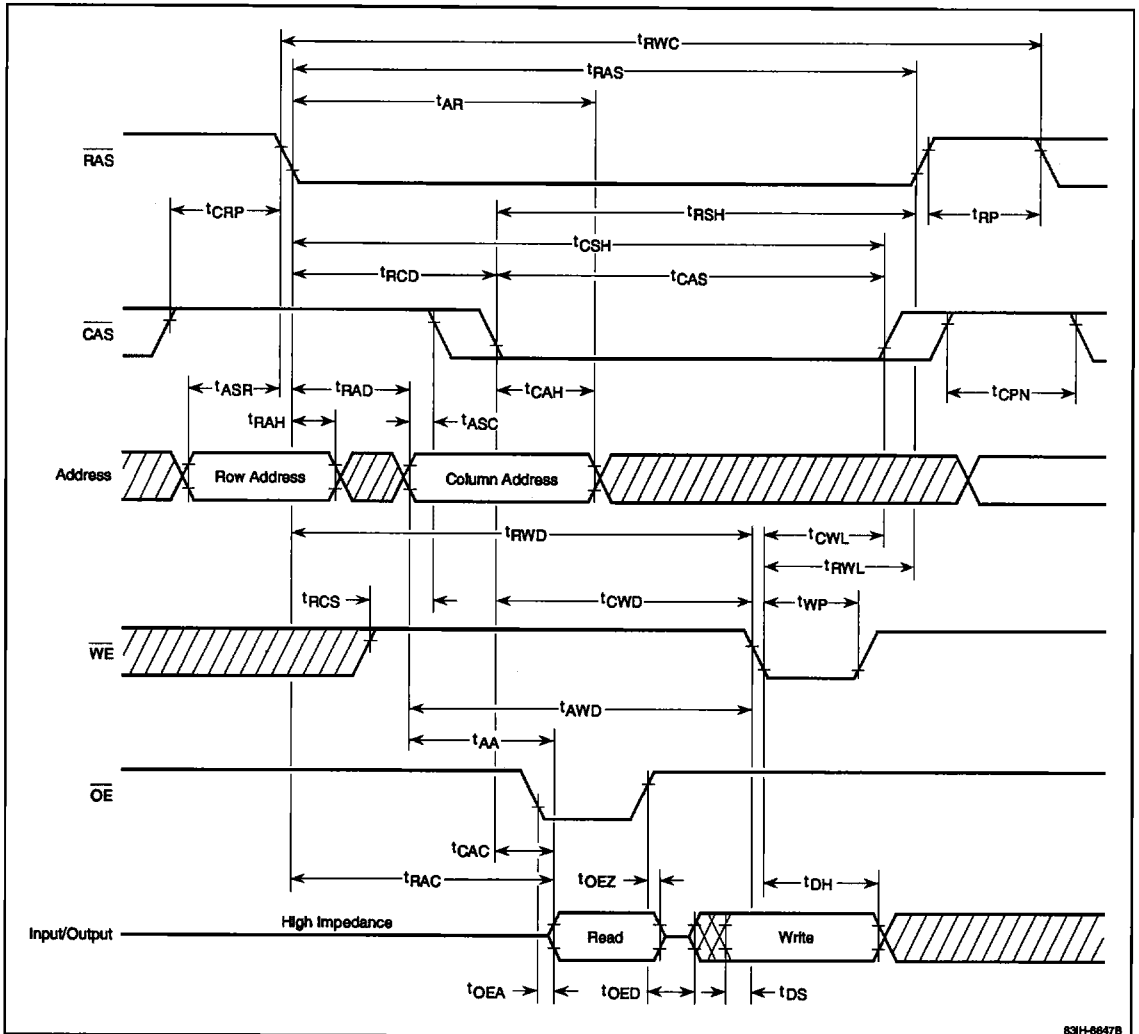 tRWC
tRAS
tAR
RAS
tCRP
tRSH
tRP
tCSH
tRCD
tCAS
CAS
tASR
tRAD
tCAH
tCPN
tRAH
tASC
Address
Row Address
Column Address
tRWD
tCWL
tRWL
tRCS
tCWD
tWP
WE
tAWD
tAA
OE
tCAC
tRAC
tOEZ
tDH
High Impedance
Input/Output
Read
Write
tOEA
tOED
tDS
83IH-6647B